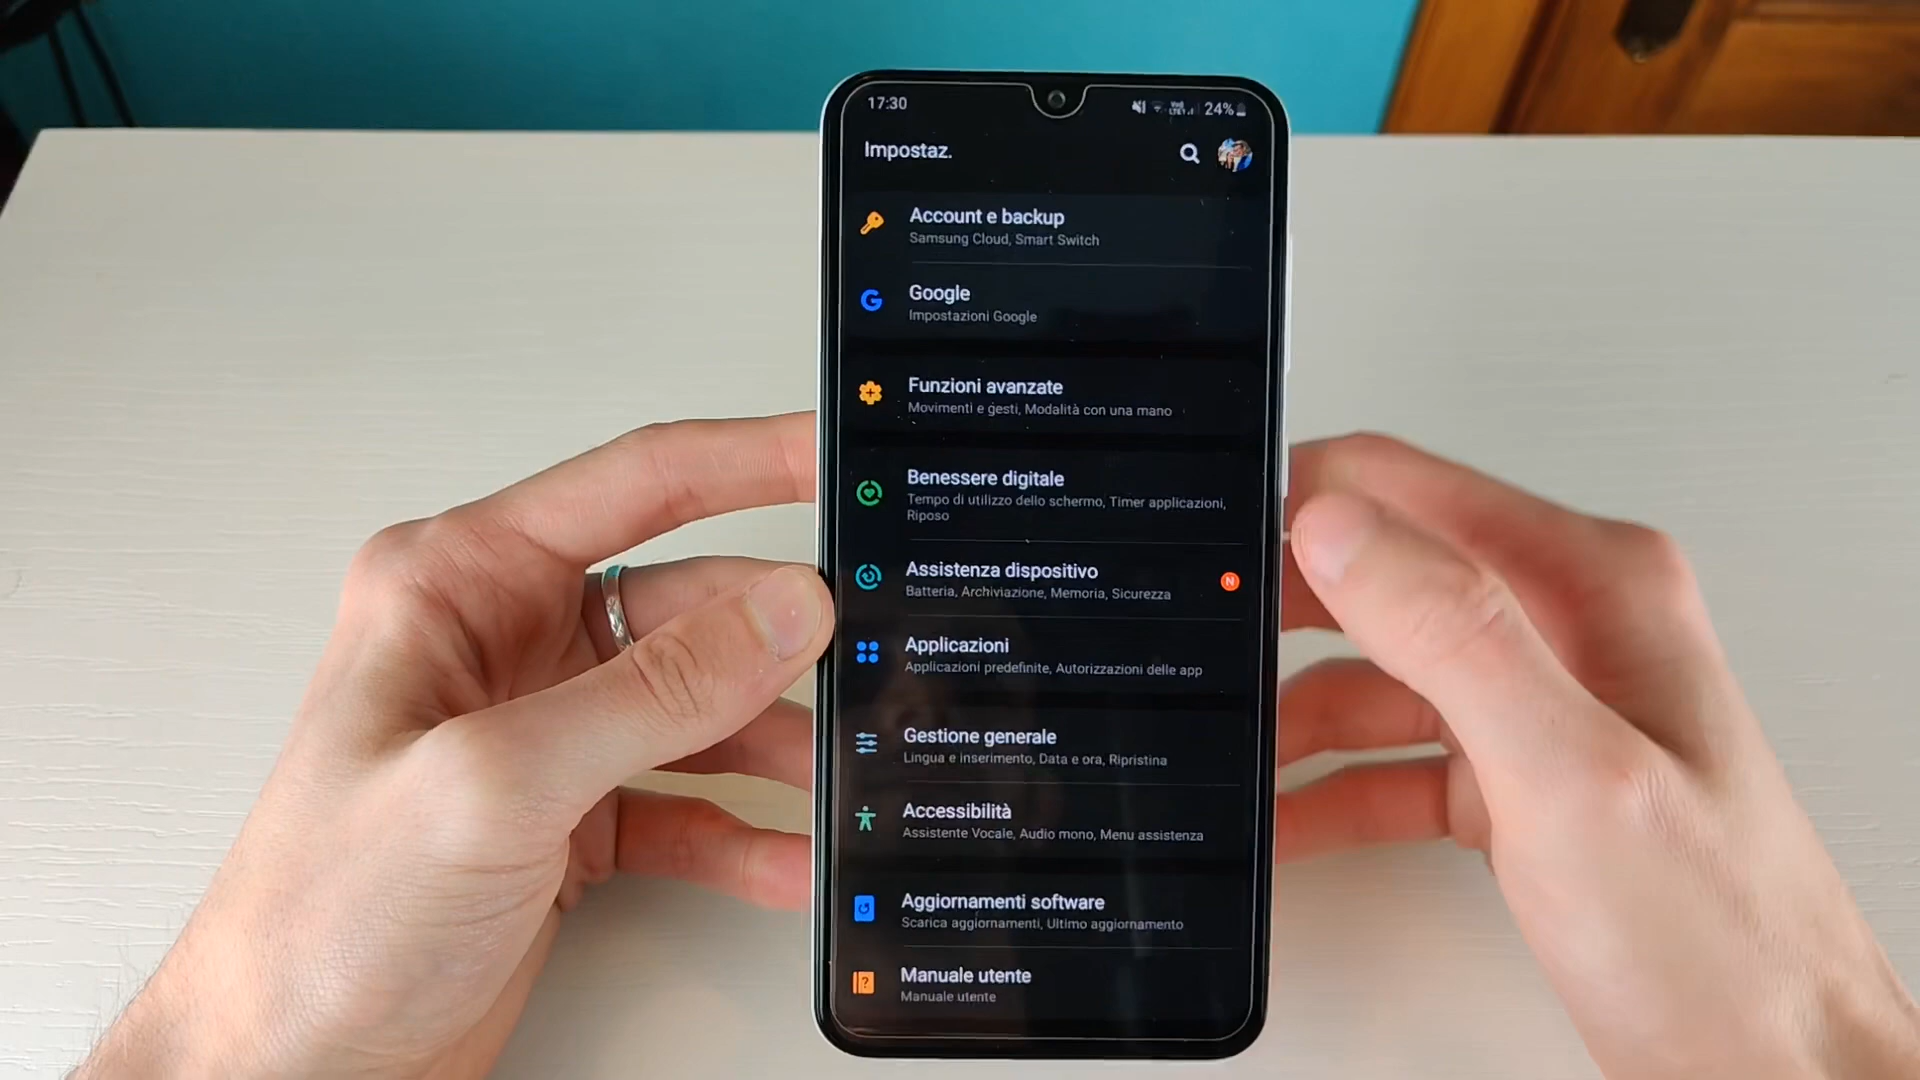 17:30
24%
Impostaz.
Account e backup
Samsung Cloud, Smart Switch
Google
Impostazioni Google
Funzioni avanzate
Movimenti e gesti, Modalità con una mano
Benessere digitale
Tempo di utilizzo dello schermo, Timer applicazioni,
Riposo
Assistenza dispositivo
N
Batteria, Archiviazione, Memoria, Sicurezza
Applicazioni
Applicazioni predefinite, Autorizzazioni delle app
Gestione generale
Lingua e inserimento, Data e ora, Ripristina
Accessibilità
Assistente Vocale, Audio mono, Menu assistenza
Aggiornamenti software
Scarica aggiornamenti, Ultimo aggiornamento
Manuale utente
Manuale utente